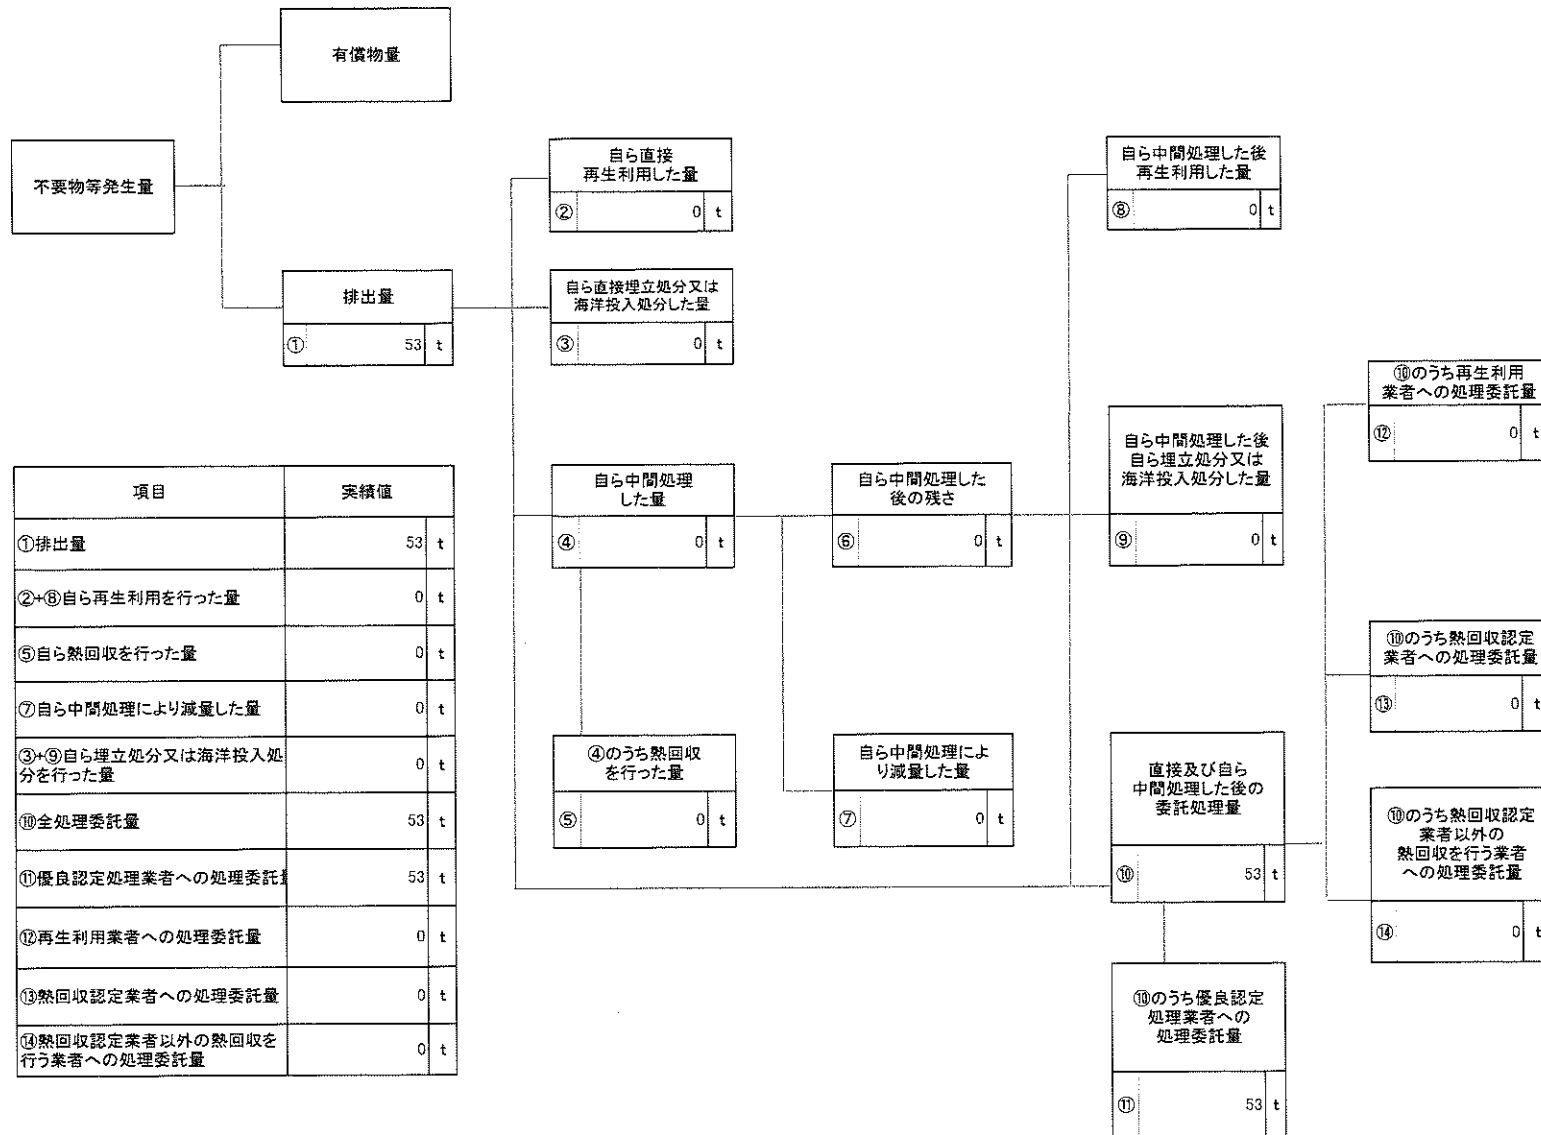 有償物量
不要物等発生量
排出量
① 53 t
自ら直接
再生利用した量
② 0 t
自ら直接埋立処分又は
海洋投入処分した量
③ 0 t
自ら中間処理
した量
④ 0 t
④のうち熱回収
を行った量
⑤ 0 t
自ら中間処理した
後の残さ
⑥ 0 t
自ら中間処理によ
り減量した量
⑦ 0 t
自ら中間処理した後
再生利用した量
⑧ 0 t
自ら中間処理した後
自ら埋立処分又は
海洋投入処分した量
⑨ 0 t
直接及び自ら
中間処理した後の
委託処理量
⑩ 53 t
⑩のうち優良認定
処理業者への
処理委託量
⑪ 53 t
⑩のうち再生利用
業者への処理委託量
⑫ 0 t
⑩のうち熱回収認定
業者への処理委託量
⑬ 0 t
⑩のうち熱回収認定
業者以外の
熱回収を行う業者
への処理委託量
⑭ 0 t
項目 実績値
①排出量 53 t
②+⑧自ら再生利用を行った量 0 t
⑤自ら熱回収を行った量 0 t
⑦自ら中間処理により減量した量 0 t
③+⑨自ら埋立処分又は海洋投入処
分を行った量 0 t
⑩全処理委託量 53 t
⑪優良認定処理業者への処理委託 53 t
⑫再生利用業者への処理委託量 0 t
⑬熱回収認定業者への処理委託量 0 t
⑭熱回収認定業者以外の熱回収を
行う業者への処理委託量 0 t